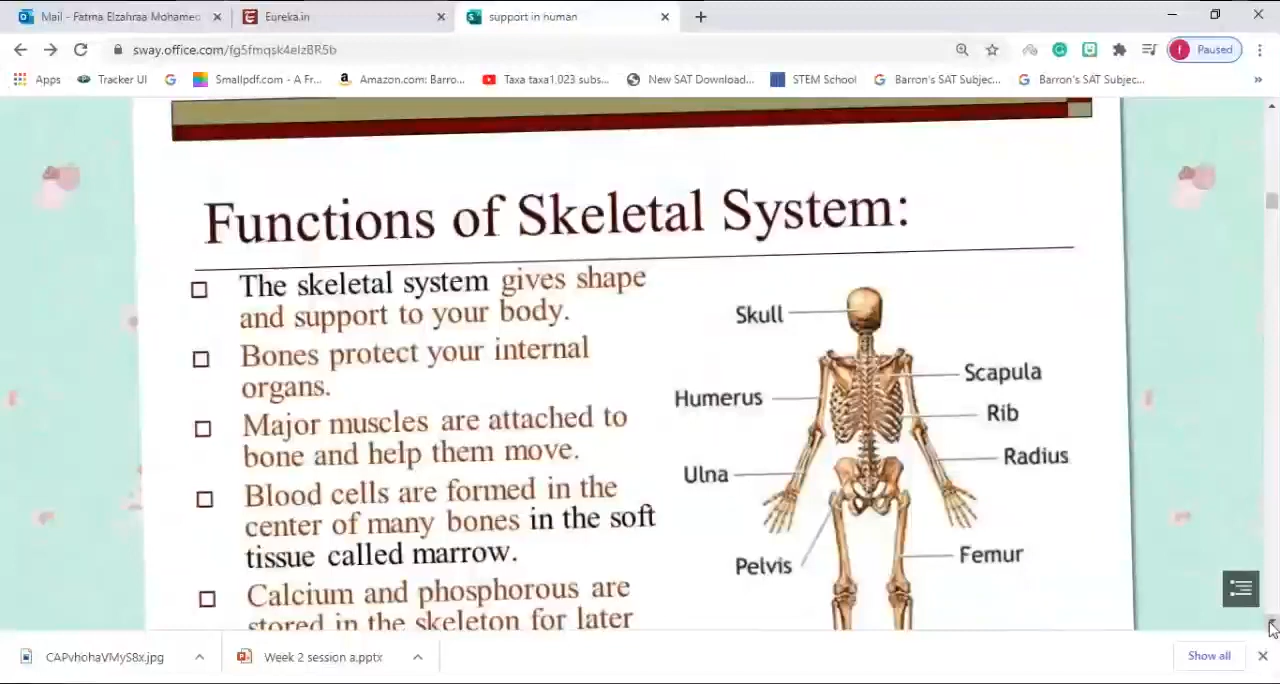 Mail - Fatma Elzahraa Mohamed
Eureka.in
support in human
sway.office.com/fg5fmqsk4elzBR5b
Paused
Apps
Tracker UI
Smallpdf.com - A Fr...
Amazon.com: Barro...
Taxa taxa1.023 subs...
New SAT Download...
STEM School
Barron's SAT Subjec...
Barron's SAT Subjec...
»
Functions of Skeletal System:
The skeletal system gives shape
and support to your body.
Bones protect your internal
organs.
Major muscles are attached to
bone and help them move.
Blood cells are formed in the
center of many bones in the soft
tissue called marrow.
Calcium and phosphorous are
stored in the skeleton for later
Skull
Scapula
Humerus
Rib
Radius
Ulna
Pelvis
Femur
CAPvhohaVMyS8x.jpg
Week 2 session a.pptx
Show all